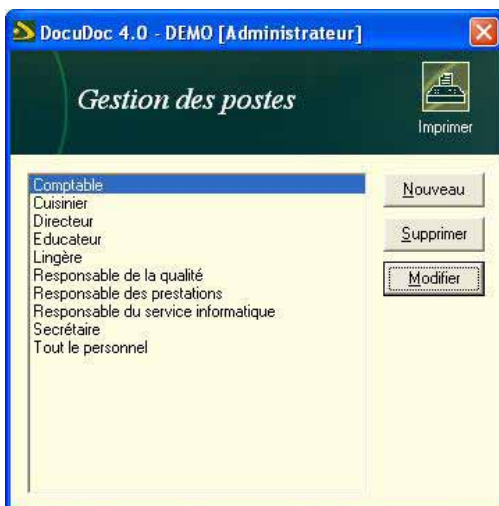 DocuDoc 4.0 - DEMO [Administrateur]
Gestion des postes
Imprimer
Comptable
Cuisinier
Directeur
Educateur
Lingère
Responsable de la qualité
Responsable des prestations
Responsable du service informatique
Secrétaire
Tout le personnel
Nouveau
Supprimer
Modifier